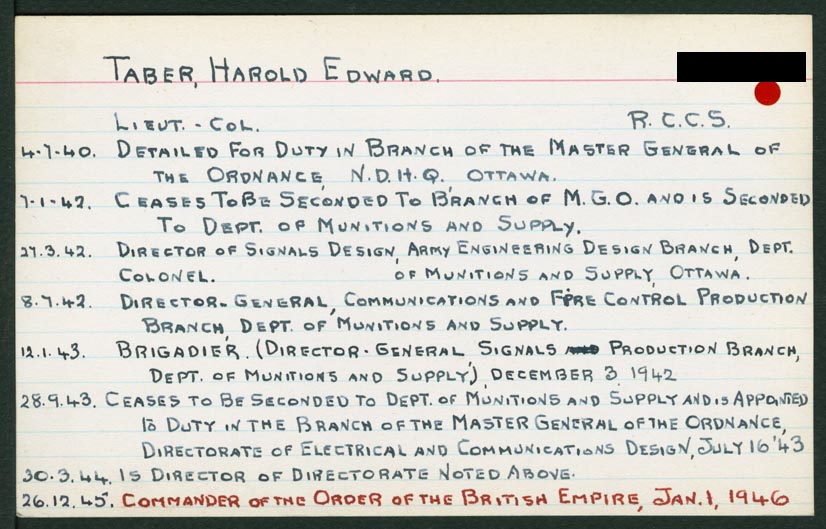 TABER, HAROLD EDWARD.
LIEUT. - COL. R.C.C.S.
4-7-40. DETAILED FOR DUTY IN BRANCH OF THE MASTER GENERAL OF
THE ORDNANCE, N.D.H.Q., OTTAWA.
7-1-42. CEASES TO BE SECONDED TO BRANCH OF M.G.O. AND IS SECONDED
TO DEPT. OF MUNITIONS AND SUPPLY.
27.3.42. DIRECTOR OF SIGNALS DESIGN, ARMY ENGINEERING DESIGN BRANCH, DEPT.
COLONEL. OF MUNITIONS AND SUPPLY, OTTAWA.
8.7.42. DIRECTOR-GENERAL, COMMUNICATIONS AND FIRE CONTROL PRODUCTION
BRANCH, DEPT. OF MUNITIONS AND SUPPLY.
12.1.43. BRIGADIER, (DIRECTOR-GENERAL SIGNALS PRODUCTION BRANCH,
DEPT. OF MUNITIONS AND SUPPLY), DECEMBER 3, 1942
28.9.43. CEASES TO BE SECONDED TO DEPT. OF MUNITIONS AND SUPPLY AND IS APPOINTED
TO DUTY IN THE BRANCH OF THE MASTER GENERAL OF THE ORDNANCE,
DIRECTORATE OF ELECTRICAL AND COMMUNICATIONS DESIGN, JULY 16 '43
30.3.44. IS DIRECTOR OF DIRECTORATE NOTED ABOVE.
26.12.45. COMMANDER OF THE ORDER OF THE BRITISH EMPIRE, JAN. 1, 1946